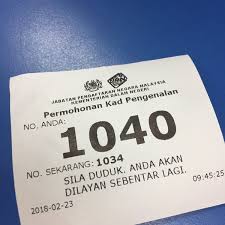 JABATAN PENDAFTARAN NEGARA MALAYSIA
KEMENTERIAN DALAM NEGERI
Permohonan Kad Pengenalan
NO. ANDA:
1040
NO. SEKARANG: 1034
SILA DUDUK. ANDA AKAN
DILAYAN SEBENTAR LAGI.
2018-02-23 09:45:25